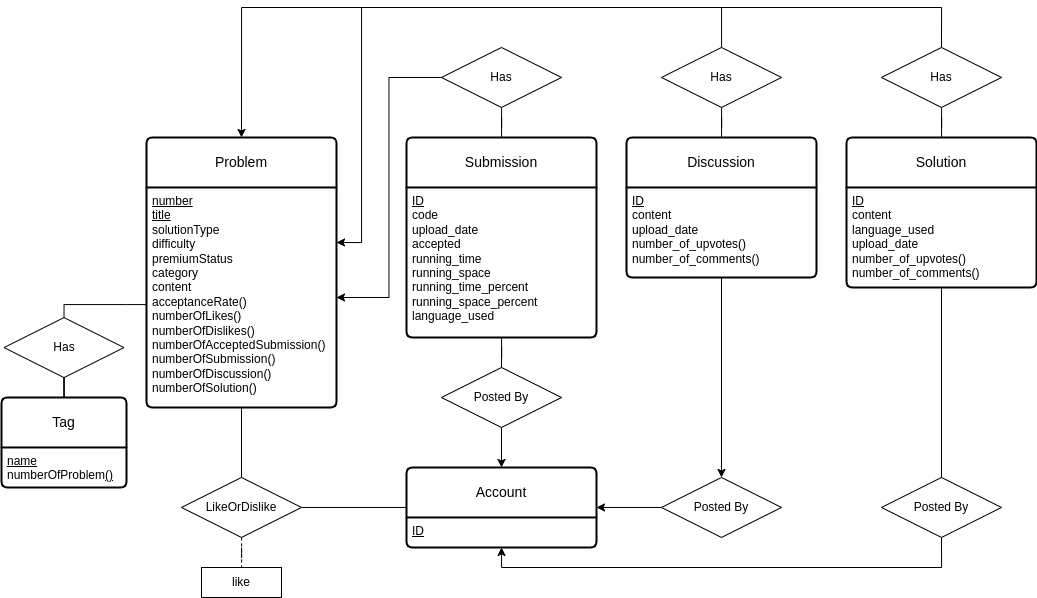 Has
Has
Has
Problem
number
title
solutionType
difficulty
premiumStatus
category
content
acceptanceRate()
numberOfLikes()
numberOfDislikes()
numberOfAcceptedSubmission()
numberOfSubmission()
numberOfDiscussion()
numberOfSolution()
Submission
ID
code
upload_date
accepted
running_time
running_space
running_time_percent
running_space_percent
language_used
Discussion
ID
content
upload_date
number_of_upvotes()
number_of_comments()
Solution
ID
content
language_used
upload_date
number_of_upvotes()
number_of_comments()
Has
Tag
name
numberOfProblem()
Posted By
Account
ID
LikeOrDislike
Posted By
Posted By
like